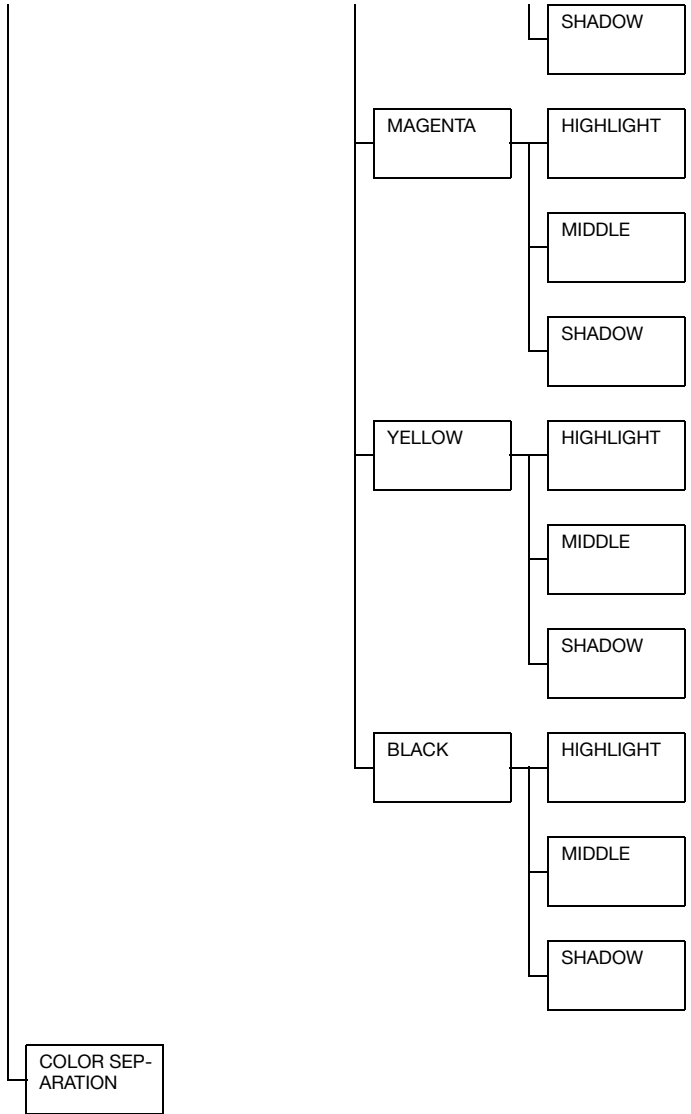 SHADOW
MAGENTA
HIGHLIGHT
MIDDLE
SHADOW
YELLOW
HIGHLIGHT
MIDDLE
SHADOW
BLACK
HIGHLIGHT
MIDDLE
SHADOW
COLOR SEP-
ARATION